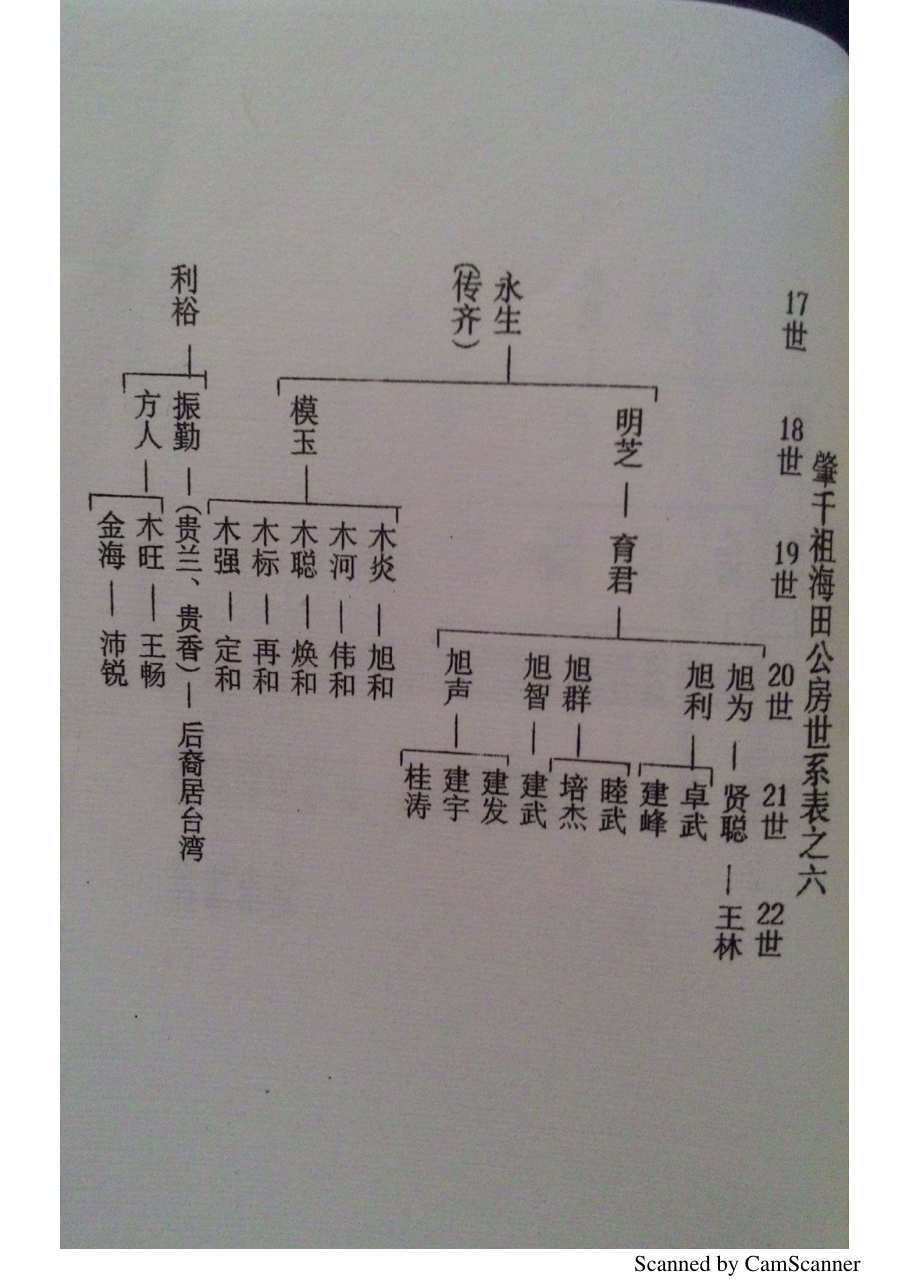 肇千祖海田公房世系表之六
17世
18世
19世
20世
21世
22世
永生
(传齐)
明芝
育君
旭为
贤聪
王林
旭利
卓武
建峰
旭群
睦武
培杰
旭智
建武
旭声
建发
建宇
桂涛
模玉
木炎
旭和
木河
伟和
木聪
焕和
木标
再和
木强
定和
利裕
振勤
(贵兰、贵香)
后裔居台湾
方人
木旺
王畅
金海
沛锐
Scanned by CamScanner